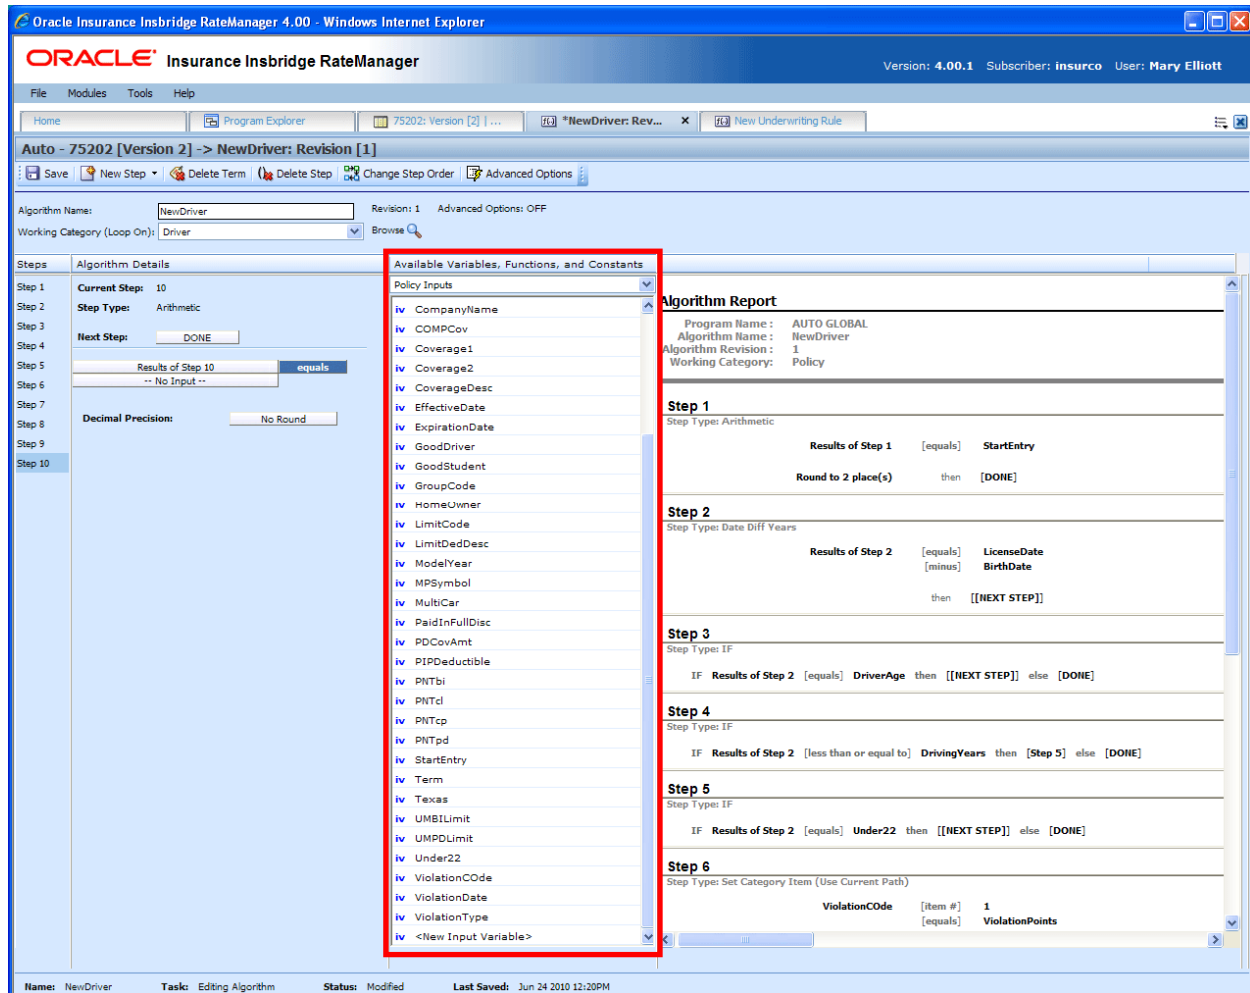 Oracle Insurance Insbridge RateManager 4.00 - Windows Internet Explorer
ORACLE Insurance Insbridge RateManager
Version: 4.00.1 Subscriber: insurco User: Mary Elliott
File Modules Tools Help
Home Program Explorer 75202: Version [2] | ... *NewDriver: Rev... X New Underwriting Rule
Auto - 75202 [Version 2] -> NewDriver: Revision [1]
Save New Step Delete Term Delete Step Change Step Order Advanced Options
Algorithm Name: NewDriver Revision: 1 Advanced Options: OFF
Working Category (Loop On): Driver Browse
Steps
Step 1
Step 2
Step 3
Step 4
Step 5
Step 6
Step 7
Step 8
Step 9
Step 10
Algorithm Details
Current Step: 10
Step Type: Arithmetic
Next Step: DONE
Results of Step 10 equals
-- No Input --
Decimal Precision: No Round
Available Variables, Functions, and Constants
Policy Inputs
iv CompanyName
iv COMPCov
iv Coverage1
iv Coverage2
iv CoverageDesc
iv EffectiveDate
iv ExpirationDate
iv GoodDriver
iv GoodStudent
iv GroupCode
iv HomeOwner
iv LimitCode
iv LimitDedDesc
iv ModelYear
iv MPSymbol
iv MultiCar
iv PaidInFullDisc
iv PDCovAmt
iv PIPDeductible
iv PNTbi
iv PNTcl
iv PNTcp
iv PNTpd
iv StartEntry
iv Term
iv Texas
iv UMBILimit
iv UMPDLimit
iv Under22
iv ViolationCOde
iv ViolationDate
iv ViolationType
iv <New Input Variable>
Algorithm Report
Program Name : AUTO GLOBAL
Algorithm Name : NewDriver
Algorithm Revision : 1
Working Category: Policy
Step 1
Step Type: Arithmetic
Results of Step 1 [equals] StartEntry
Round to 2 place(s) then [DONE]
Step 2
Step Type: Date Diff Years
Results of Step 2 [equals] LicenseDate
[minus] BirthDate
then [[NEXT STEP]]
Step 3
Step Type: IF
IF Results of Step 2 [equals] DriverAge then [[NEXT STEP]] else [DONE]
Step 4
Step Type: IF
IF Results of Step 2 [less than or equal to] DrivingYears then [Step 5] else [DONE]
Step 5
Step Type: IF
IF Results of Step 2 [equals] Under22 then [[NEXT STEP]] else [DONE]
Step 6
Step Type: Set Category Item (Use Current Path)
ViolationCOde [item #] 1
[equals] ViolationPoints
Name: NewDriver Task: Editing Algorithm Status: Modified Last Saved: Jun 24 2010 12:20PM